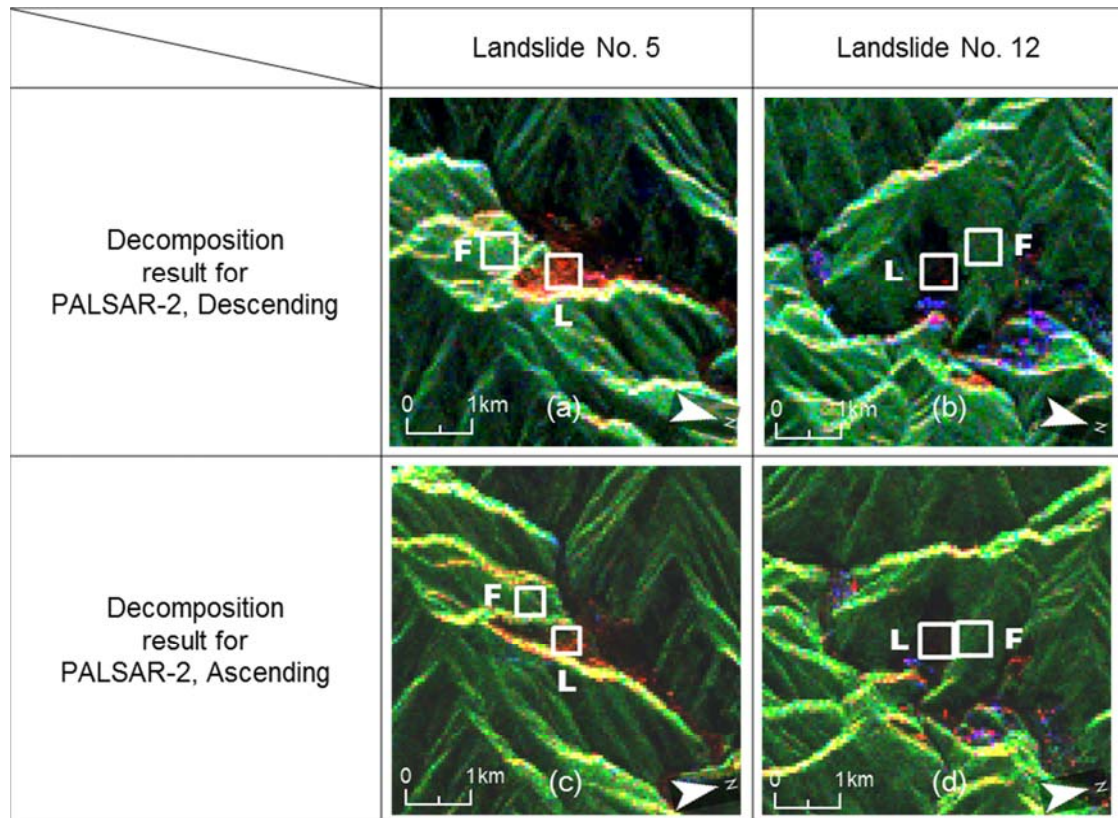 Landslide No. 5
Landslide No. 12
Decomposition
result for
PALSAR-2, Descending
F
L
0
1km
(a)
N
L
F
0
1km
(b)
N
Decomposition
result for
PALSAR-2, Ascending
F
L
0
1km
(c)
N
L
F
0
1km
(d)
N